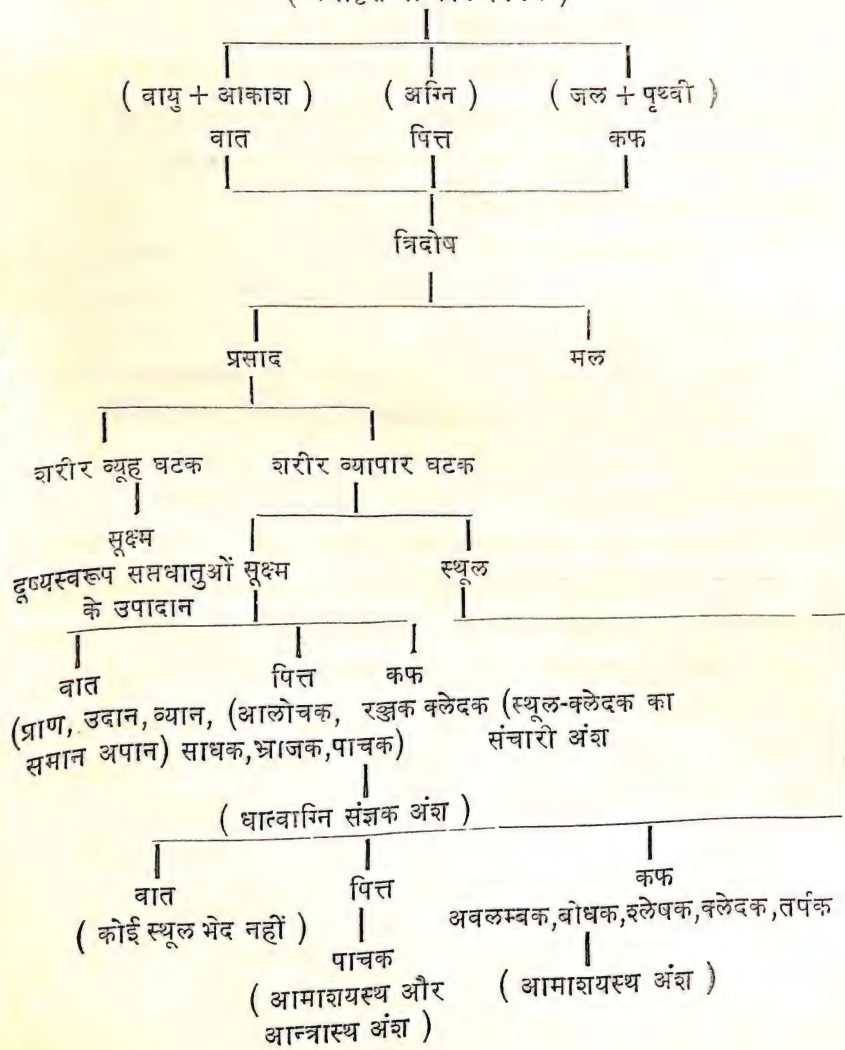 ( वायु + आकाश ) ( अग्नि ) ( जल + पृथ्वी )
वात पित्त कफ
त्रिदोष
प्रसाद मल
शरीर व्यूह घटक शरीर व्यापार घटक
सूक्ष्म
दूष्यस्वरूप सप्तधातुओं सूक्ष्म स्थूल
के उपादान
वात पित्त कफ
(प्राण, उदान, व्यान, (आलोचक, रञ्जक क्लेदक (स्थूल-क्लेदक का
समान अपान) साधक,भ्राजक,पाचक) संचारी अंश
( धात्वाग्नि संज्ञक अंश )
वात पित्त कफ
( कोई स्थूल भेद नहीं ) अवलम्बक,बोधक,श्लेषक,क्लेदक,तर्पक
पाचक
( आमाशयस्थ और ( आमाशयस्थ अंश )
आन्त्रास्थ अंश )